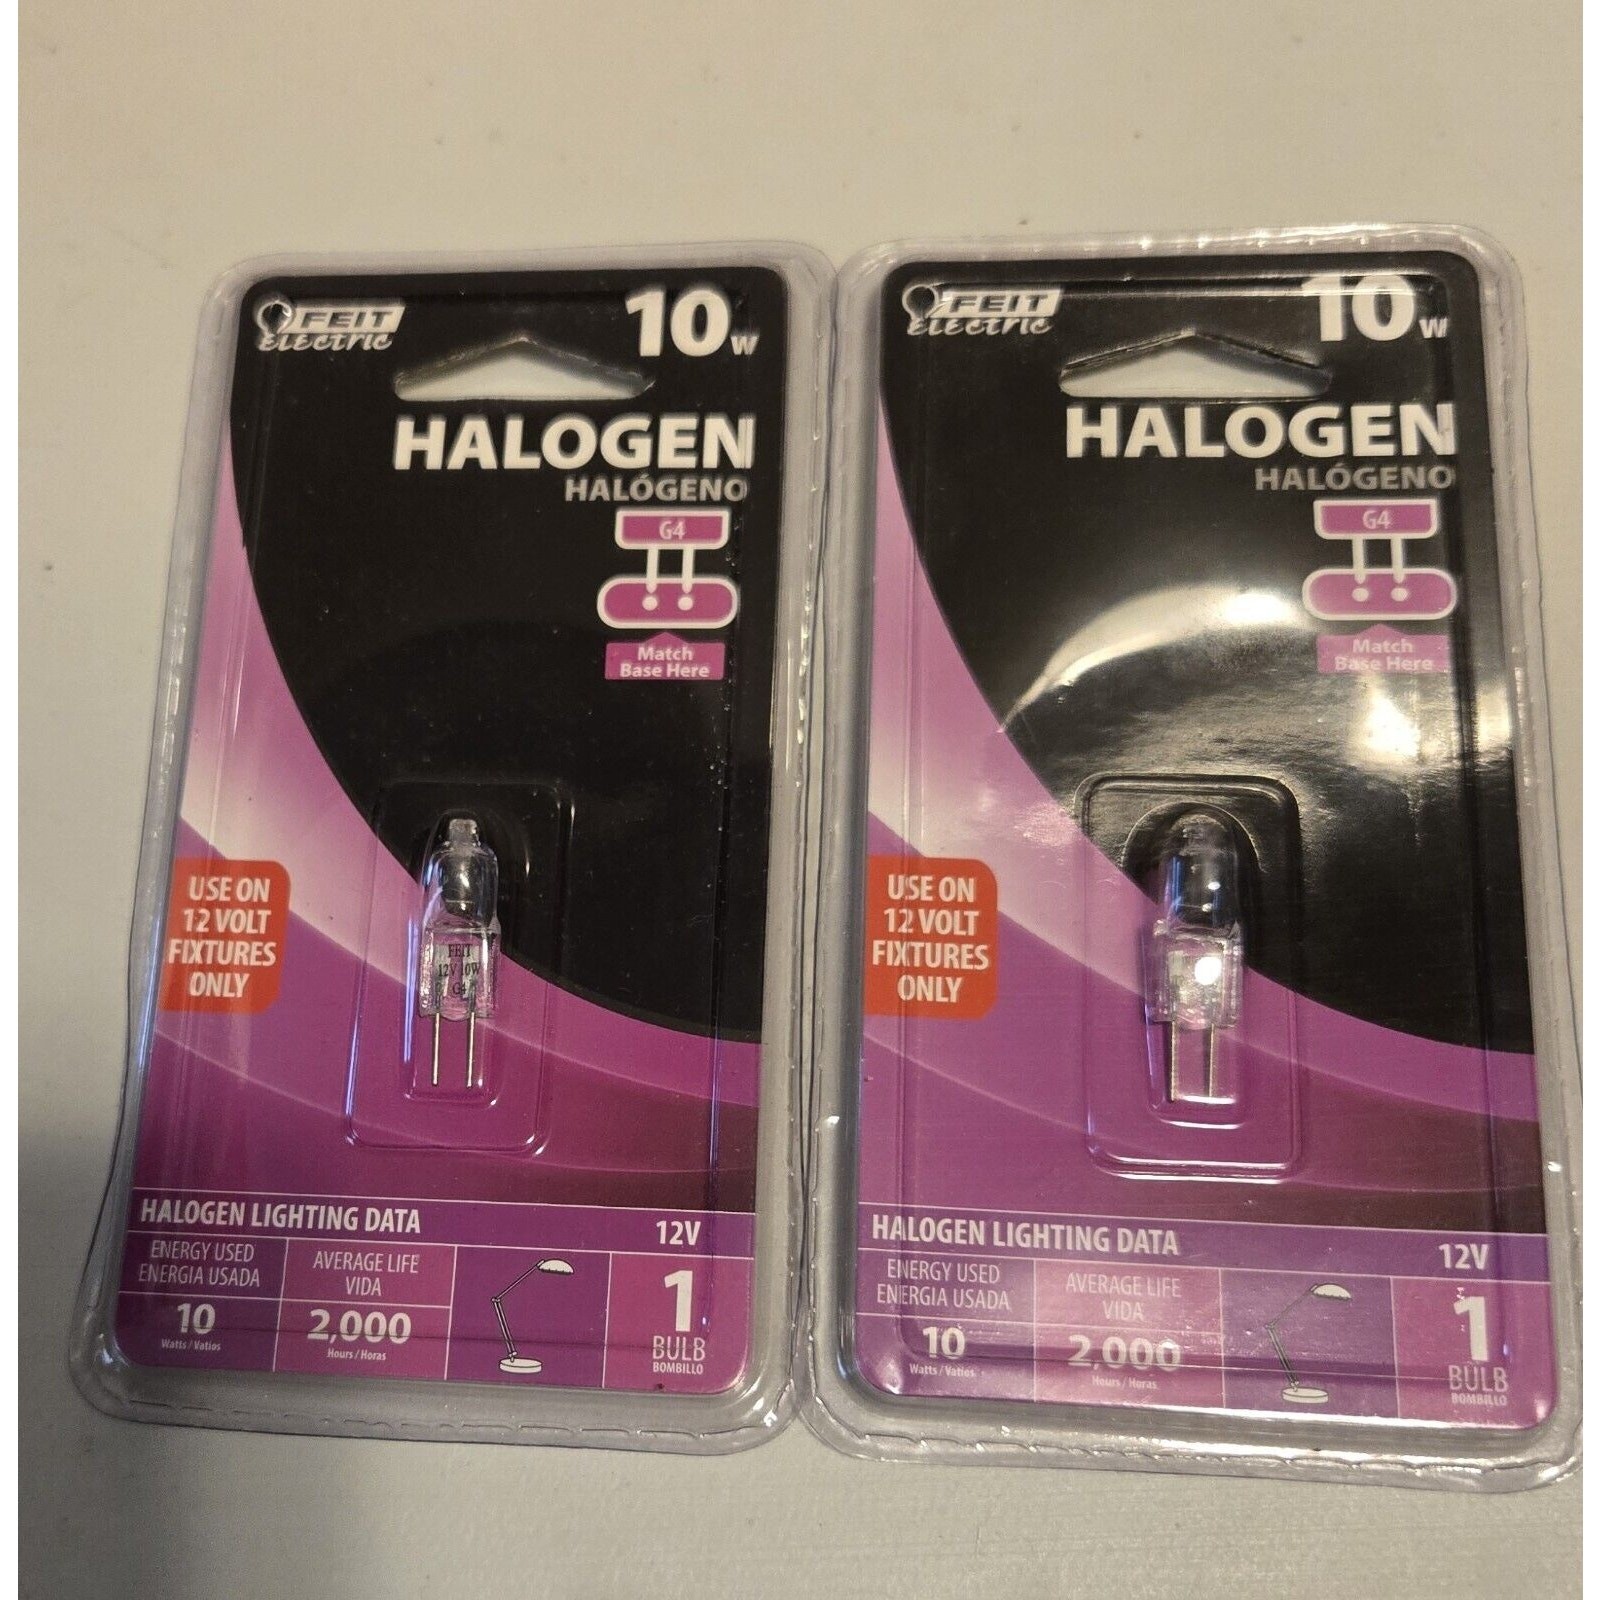 FEIT
Electric
10w
HALOGEN
HALÓGENO
G4
Match
Base Here
USE ON
12 VOLT
FIXTURES
ONLY
FEIT
12V 10W
G4
HALOGEN LIGHTING DATA
12V
ENERGY USED
ENERGIA USADA
10
Watts / Vatios
AVERAGE LIFE
VIDA
2,000
Hours / Horas
1
BULB
BOMBILLO
FEIT
Electric
10w
HALOGEN
HALÓGENO
G4
Match
Base Here
USE ON
12 VOLT
FIXTURES
ONLY
HALOGEN LIGHTING DATA
12V
ENERGY USED
ENERGIA USADA
10
Watts / Vatios
AVERAGE LIFE
VIDA
2,000
Hours / Horas
1
BULB
BOMBILLO